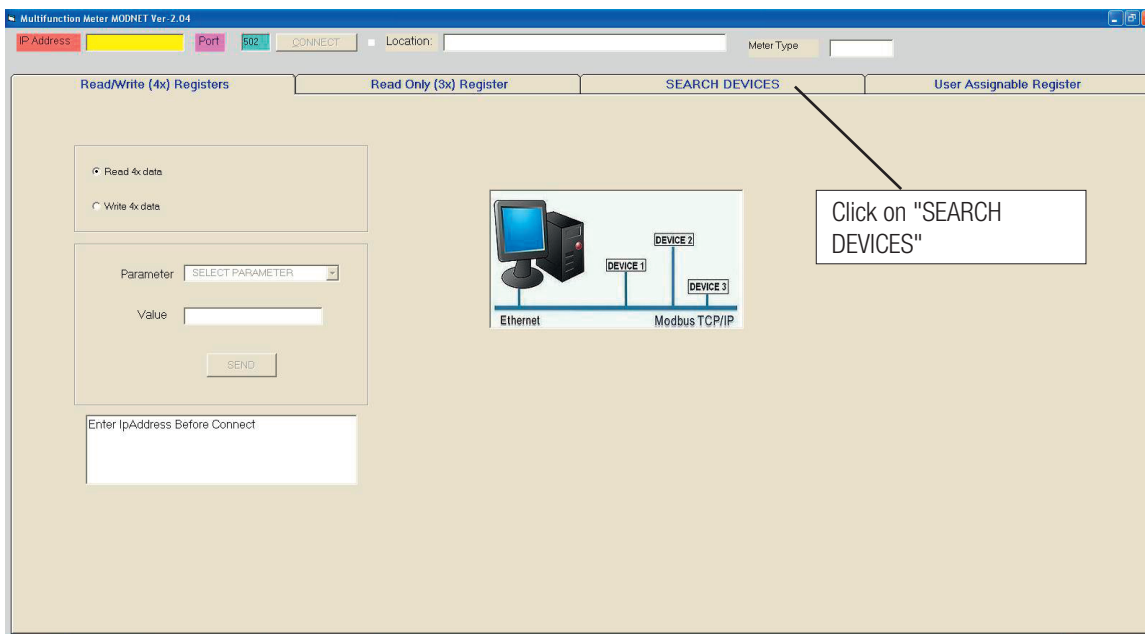 Multifunction Meter MODNET Ver-2.04
IP Address Port 502 CONNECT Location: Meter Type
Read/Write (4x) Registers Read Only (3x) Register SEARCH DEVICES User Assignable Register
Read 4x data
Write 4x data
Parameter SELECT PARAMETER
Value
SEND
Enter IpAddress Before Connect
DEVICE 2
DEVICE 1
DEVICE 3
Ethernet Modbus TCP/IP
Click on "SEARCH
DEVICES"